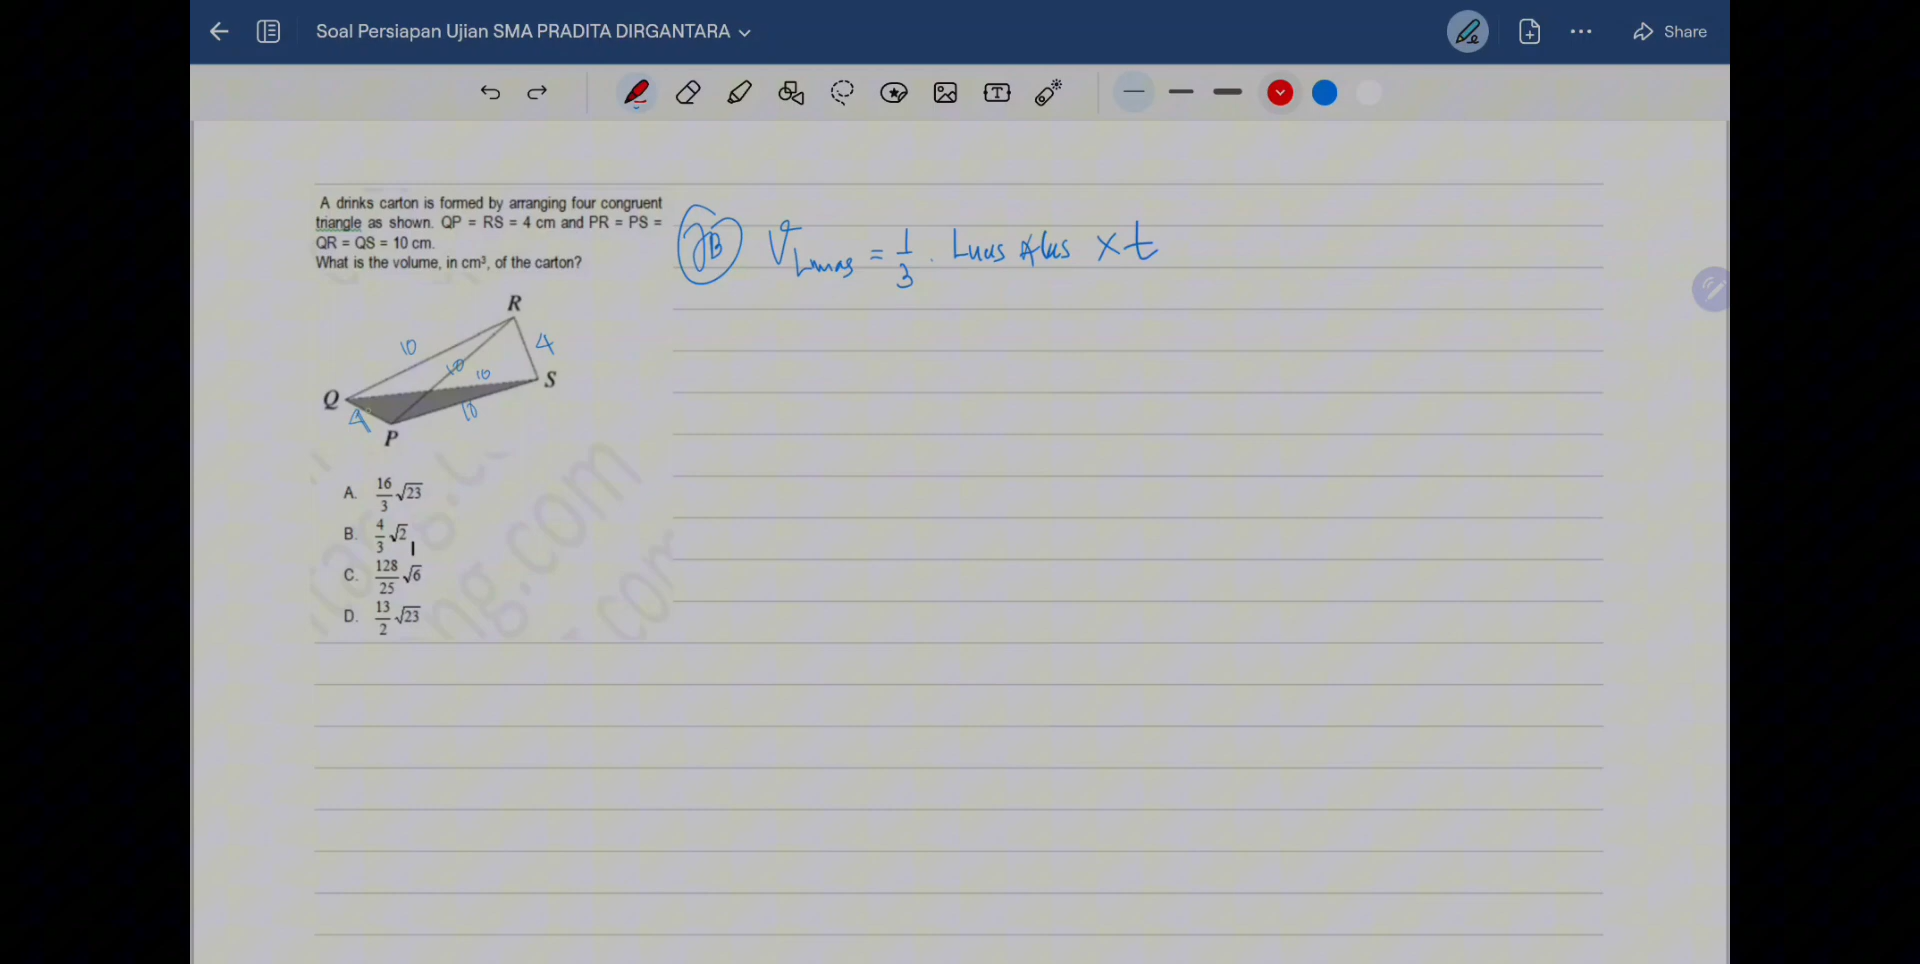 Soal Persiapan Ujian SMA PRADITA DIRGANTARA
Share
A drinks carton is formed by arranging four congruent
triangle as shown. QP = RS = 4 cm and PR = PS =
QR = QS = 10 cm.
What is the volume, in cm³, of the carton?
JB V Limas = 1/3 . Luas Alas × t
R
10
4
10
10
S
Q
10
4
P
A. 16/3 √23
B. 4/3 √2
C. 128/25 √6
D. 13/2 √23